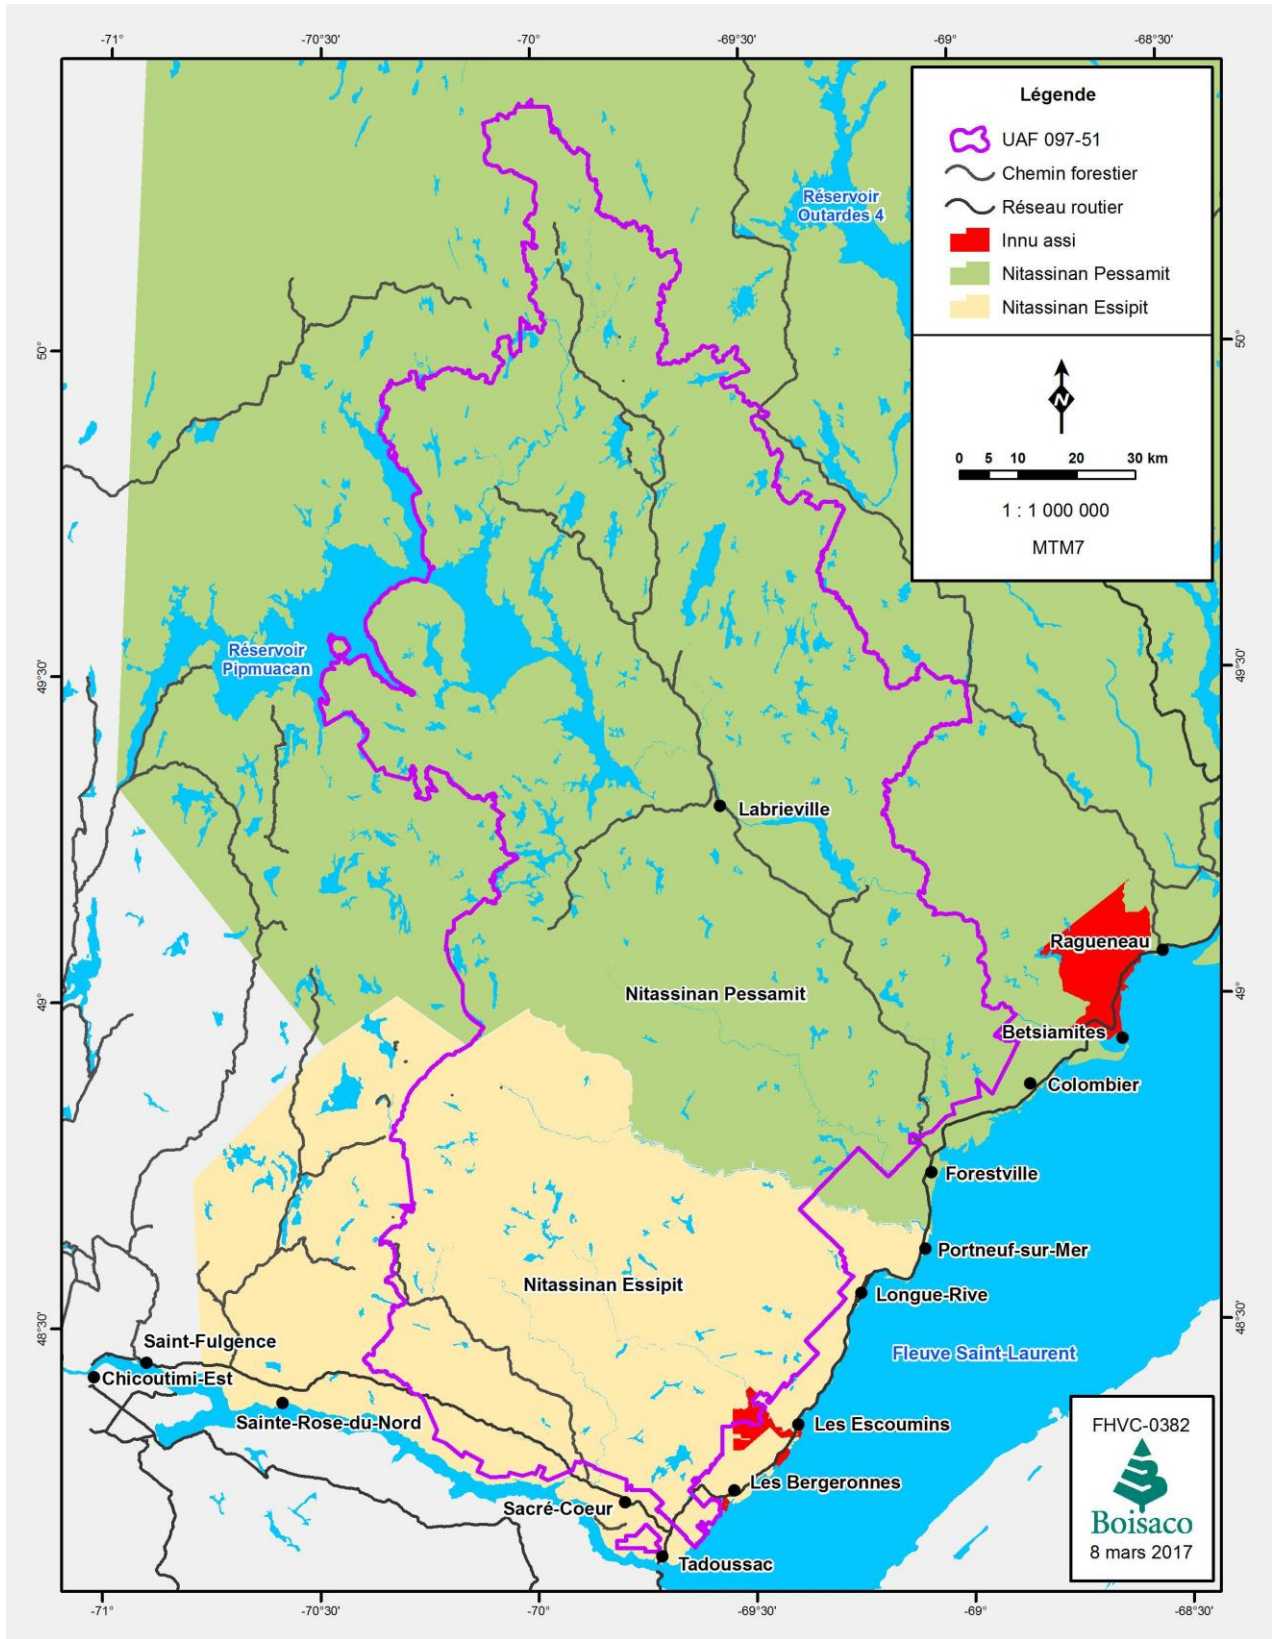 -71°
-70°30'
-70°
-69°30'
-69°
-68°30'
Légende
UAF 097-51
Chemin forestier
Réseau routier
Innu assi
Nitassinan Pessamit
Nitassinan Essipit
N
0 5 10 20 30 km
1 : 1 000 000
MTM7
Réservoir
Outardes 4
50°
50°
Réservoir
Pipmuacan
49°30'
49°30'
Labrieville
Ragueneau
Nitassinan Pessamit
49°
49°
Betsiamites
Colombier
Forestville
Portneuf-sur-Mer
Nitassinan Essipit
Longue-Rive
48°30'
48°30'
Saint-Fulgence
Fleuve Saint-Laurent
Chicoutimi-Est
Sainte-Rose-du-Nord
Les Escoumins
Les Bergeronnes
Sacré-Coeur
Tadoussac
FHVC-0382
Boisaco
8 mars 2017
-71°
-70°30'
-70°
-69°30'
-69°
-68°30'